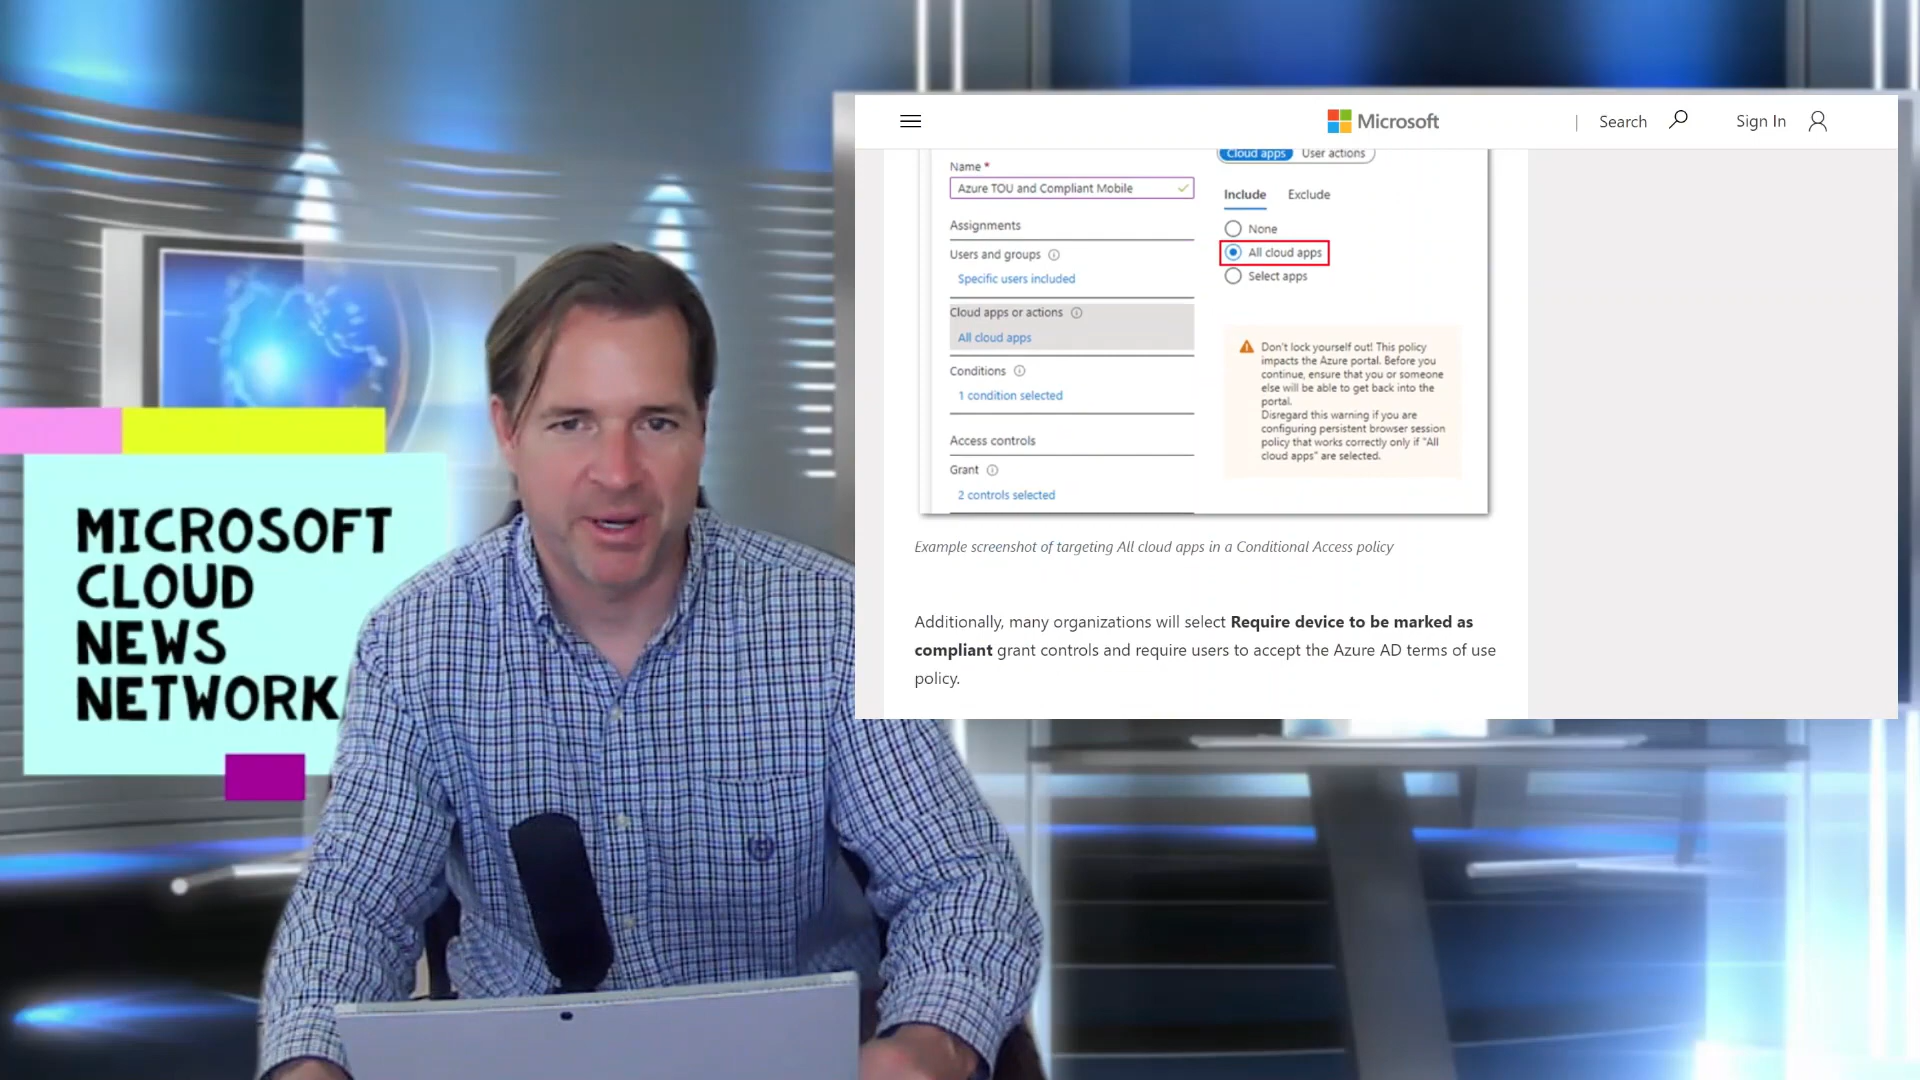 MICROSOFT
CLOUD
NEWS
NETWORK
Microsoft
| Search
Sign In
Cloud apps User actions
Name *
Azure TOU and Compliant Mobile
Assignments
Users and groups
Specific users included
Cloud apps or actions
All cloud apps
Conditions
1 condition selected
Access controls
Grant
2 controls selected
Include Exclude
None
All cloud apps
Select apps
Don't lock yourself out! This policy
impacts the Azure portal. Before you
continue, ensure that you or someone
else will be able to get back into the
portal.
Disregard this warning if you are
configuring persistent browser session
policy that works correctly only if "All
cloud apps" are selected.
Example screenshot of targeting All cloud apps in a Conditional Access policy
Additionally, many organizations will select Require device to be marked as
compliant grant controls and require users to accept the Azure AD terms of use
policy.